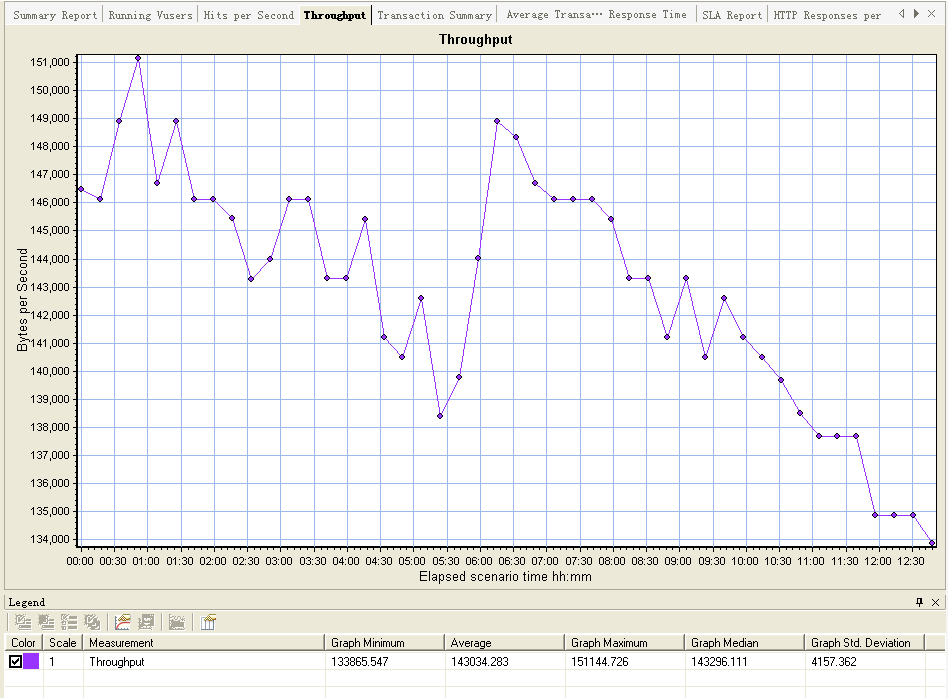 Summary Report Running Vusers Hits per Second Throughput Transaction Summary Average Transa··· Response Time SLA Report HTTP Responses per
Throughput
151,000
150,000
149,000
148,000
147,000
146,000
145,000
144,000
143,000
142,000
141,000
140,000
139,000
138,000
137,000
136,000
135,000
134,000
Bytes per Second
00:00 00:30 01:00 01:30 02:00 02:30 03:00 03:30 04:00 04:30 05:00 05:30 06:00 06:30 07:00 07:30 08:00 08:30 09:00 09:30 10:00 10:30 11:00 11:30 12:00 12:30
Elapsed scenario time hh:mm
Legend
Color Scale Measurement Graph Minimum Average Graph Maximum Graph Median Graph Std. Deviation
1 Throughput 133865.547 143034.283 151144.726 143296.111 4157.362